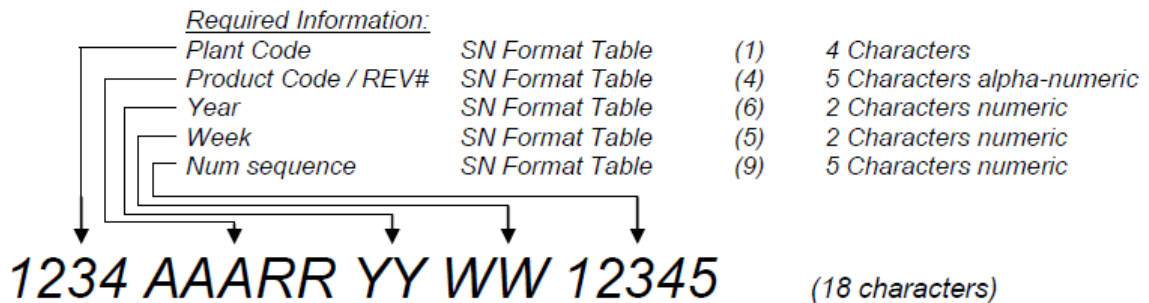 Required Information:
Plant Code SN Format Table (1) 4 Characters
Product Code / REV# SN Format Table (4) 5 Characters alpha-numeric
Year SN Format Table (6) 2 Characters numeric
Week SN Format Table (5) 2 Characters numeric
Num sequence SN Format Table (9) 5 Characters numeric
1234 AAARR YY WW 12345 (18 characters)